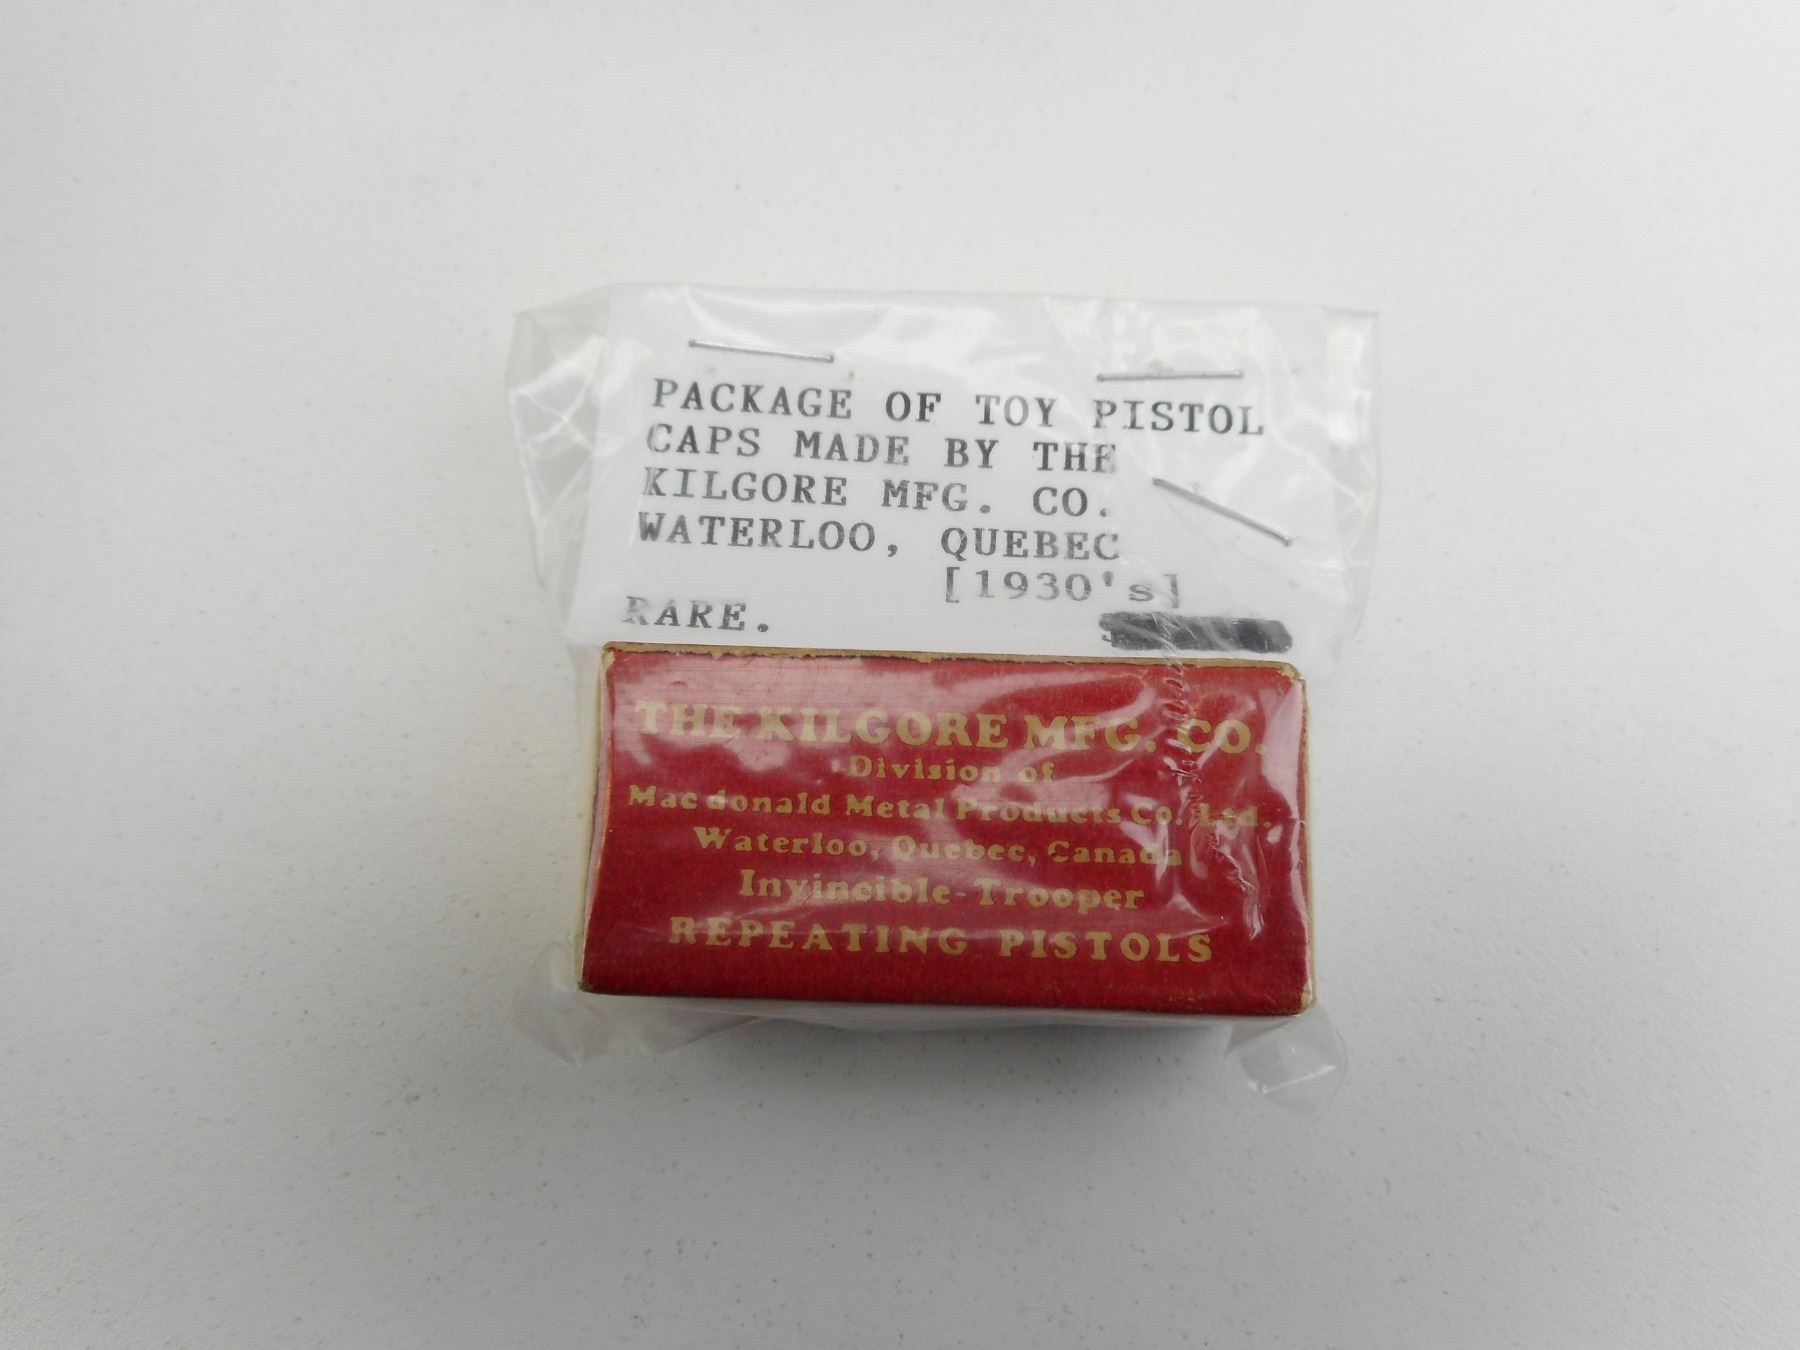 PACKAGE OF TOY PISTOL
CAPS MADE BY THE
KILGORE MFG. CO.
WATERLOO, QUEBEC
[1930's]
RARE.
THE KILGORE MFG. CO.
Division of
Macdonald Metal Products Co. Ltd.
Waterloo, Quebec, Canada
Invincible-Trooper
REPEATING PISTOLS